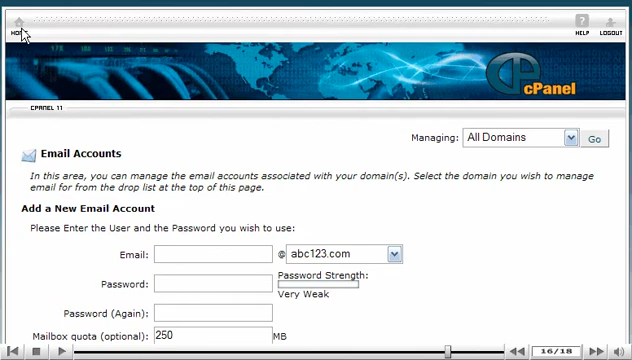 HOME
HELP
LOGOUT
cPanel
CPANEL 11
Managing: All Domains Go
Email Accounts
In this area, you can manage the email accounts associated with your domain(s). Select the domain you wish to manage
email for from the drop list at the top of this page.
Add a New Email Account
Please Enter the User and the Password you wish to use:
Email: @ abc123.com
Password: Password Strength:
Very Weak
Password (Again):
Mailbox quota (optional): 250 MB
16/18